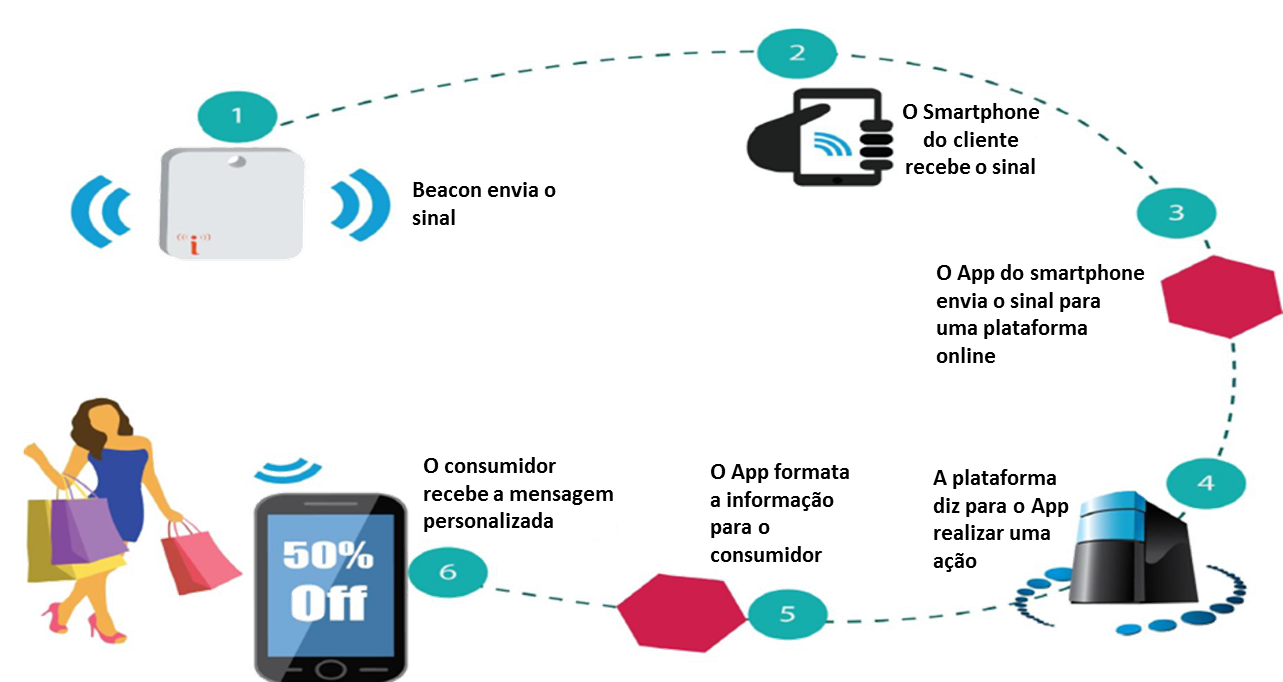 1
Beacon envia o
sinal
2
O Smartphone
do cliente
recebe o sinal
3
O App do smartphone
envia o sinal para
uma plataforma
online
4
A plataforma
diz para o App
realizar uma
ação
5
O App formata
a informação
para o
consumidor
6
O consumidor
recebe a mensagem
personalizada
50%
Off
i